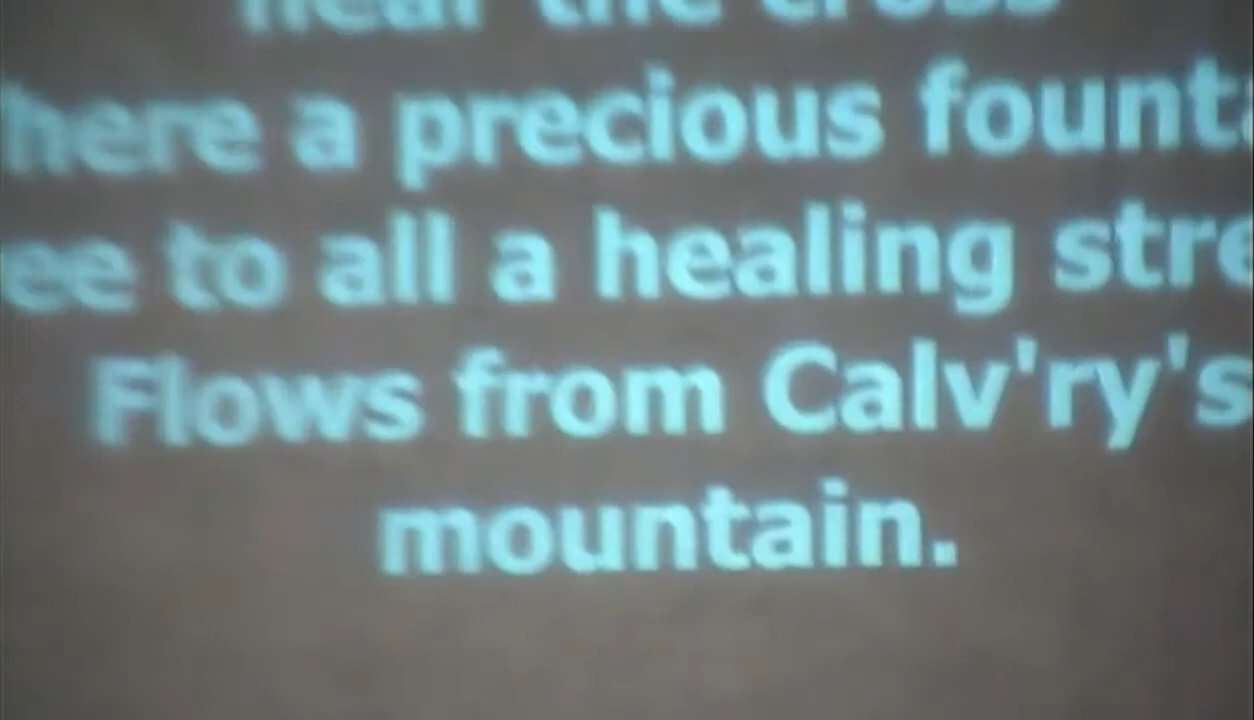 near the cross
here a precious founta
ee to all a healing stre
Flows from Calv'ry's
mountain.